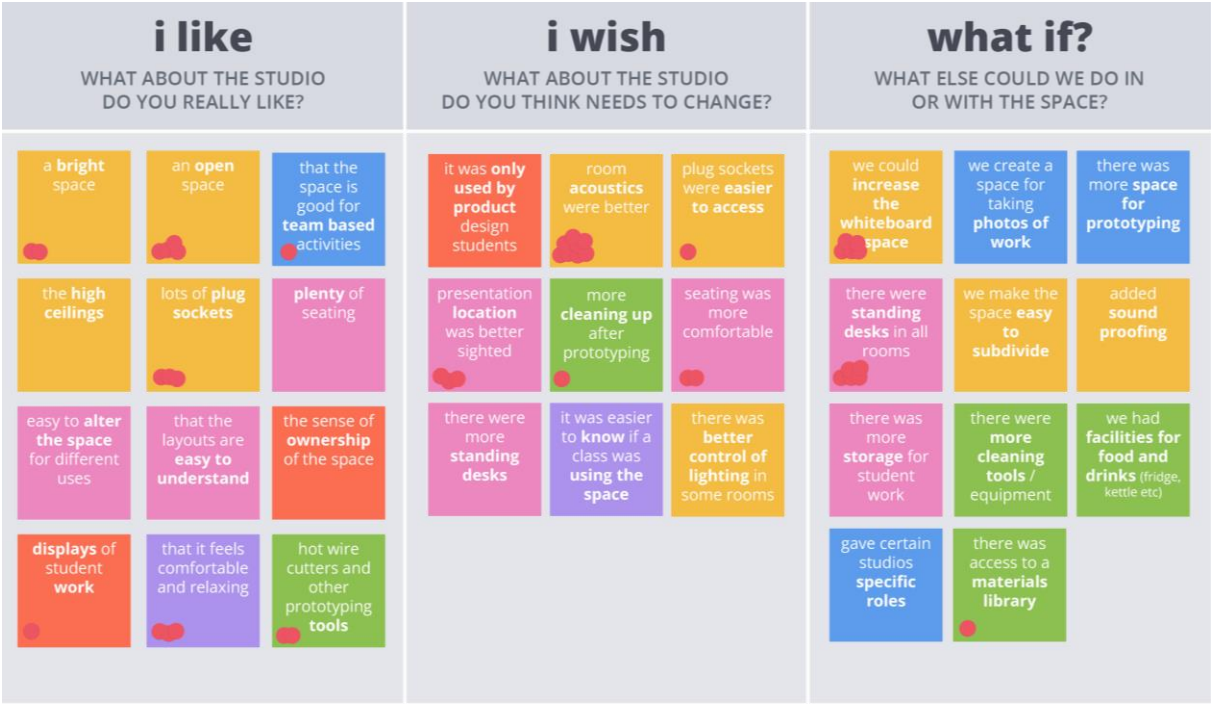 i like
WHAT ABOUT THE STUDIO
DO YOU REALLY LIKE?
a bright
space
an open
space
that the
space is
good for
team based
activities
the high
ceilings
lots of plug
sockets
plenty of
seating
easy to alter
the space
for different
uses
that the
layouts are
easy to
understand
the sense of
ownership
of the space
displays of
student
work
that it feels
comfortable
and relaxing
hot wire
cutters and
other
prototyping
tools
i wish
WHAT ABOUT THE STUDIO
DO YOU THINK NEEDS TO CHANGE?
it was only
used by
product
design
students
room
acoustics
were better
plug sockets
were easier
to access
presentation
location
was better
sighted
more
cleaning up
after
prototyping
seating was
more
comfortable
there were
more
standing
desks
it was easier
to know if a
class was
using the
space
there was
better
control of
lighting in
some rooms
what if?
WHAT ELSE COULD WE DO IN
OR WITH THE SPACE?
we could
increase
the
whiteboard
space
we create a
space for
taking
photos of
work
there was
more space
for
prototyping
there were
standing
desks in all
rooms
we make the
space easy
to
subdivide
added
sound
proofing
there was
more
storage for
student
work
there were
more
cleaning
tools /
equipment
we had
facilities for
food and
drinks (fridge,
kettle etc)
gave certain
studios
specific
roles
there was
access to a
materials
library